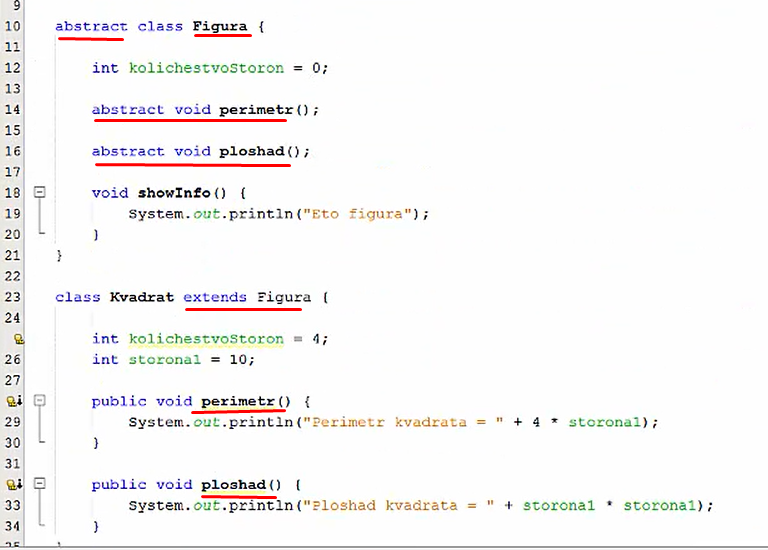 9
10 abstract class Figura {
11
12 int kolichestvoStoron = 0;
13
14 abstract void perimetr();
15
16 abstract void ploshad();
17
18 void showInfo() {
19 System.out.println("Eto figura");
20 }
21 }
22
23 class Kvadrat extends Figura {
24
int kolichestvoStoron = 4;
26 int storona1 = 10;
27
public void perimetr() {
29 System.out.println("Perimetr kvadrata = " + 4 * storona1);
30 }
31
public void ploshad() {
33 System.out.println("Ploshad kvadrata = " + storona1 * storona1);
34 }